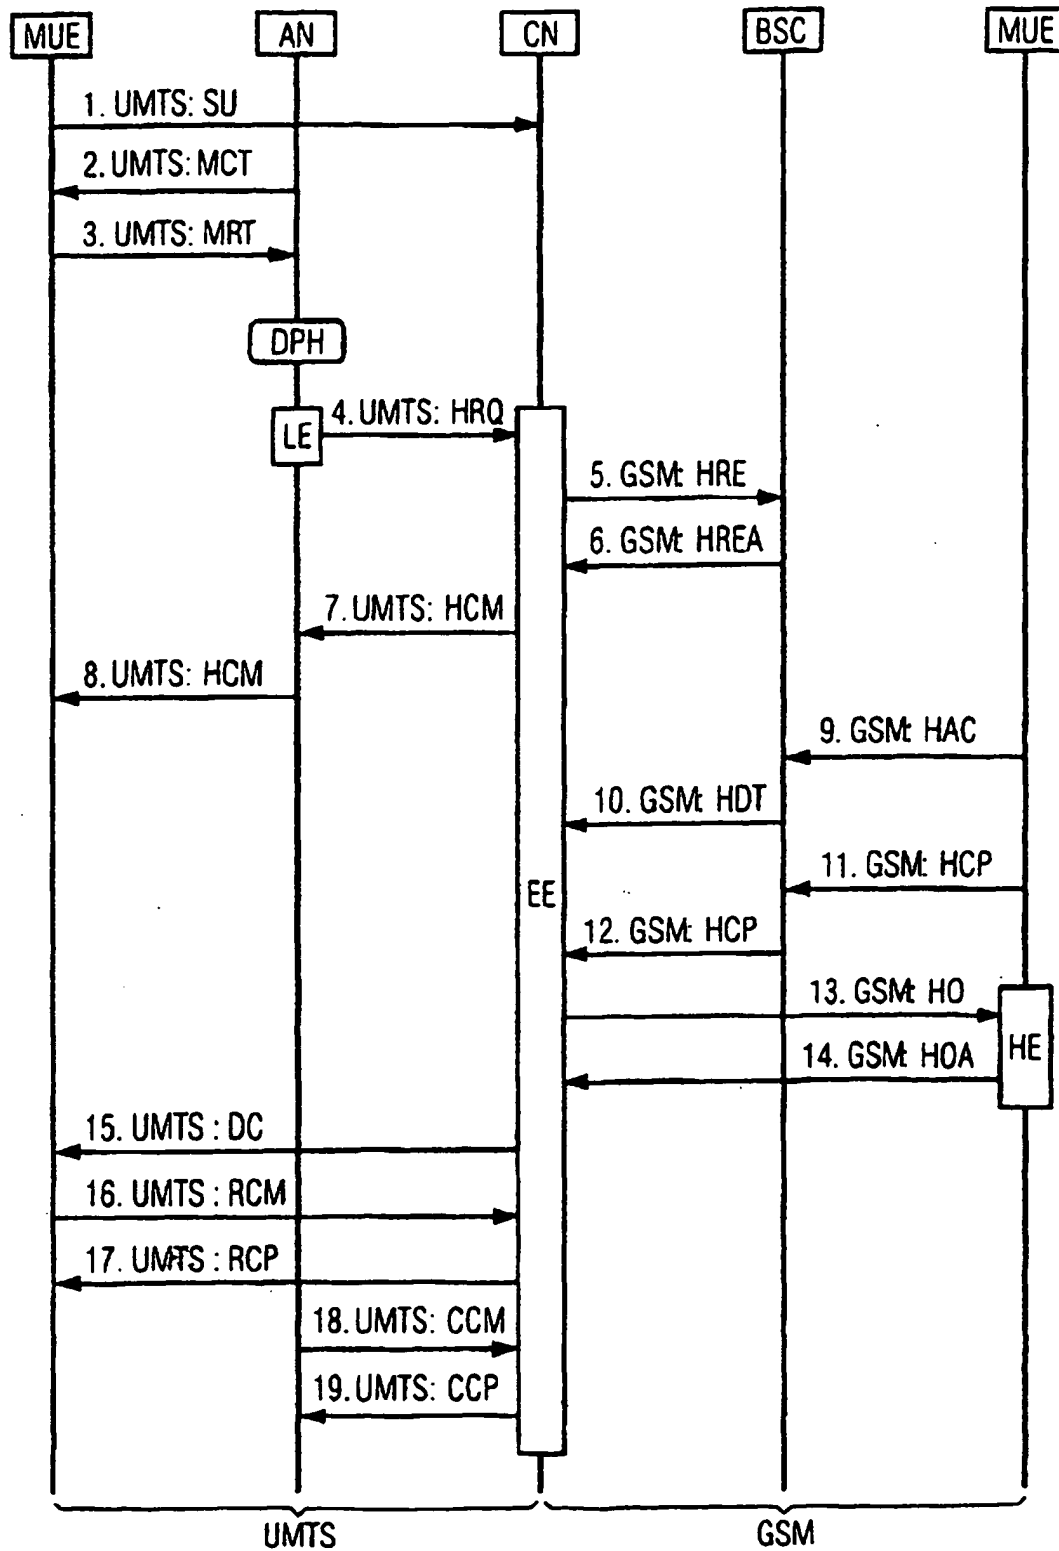 MUE AN CN BSC MUE
1. UMTS: SU
2. UMTS: MCT
3. UMTS: MRT
DPH
LE
4. UMTS: HRQ
5. GSM: HRE
6. GSM: HREA
7. UMTS: HCM
8. UMTS: HCM
9. GSM: HAC
10. GSM: HDT
11. GSM: HCP
EE
12. GSM: HCP
13. GSM: HO
HE
14. GSM: HOA
15. UMTS : DC
16. UMTS : RCM
17. UMTS : RCP
18. UMTS: CCM
19. UMTS: CCP
UMTS GSM